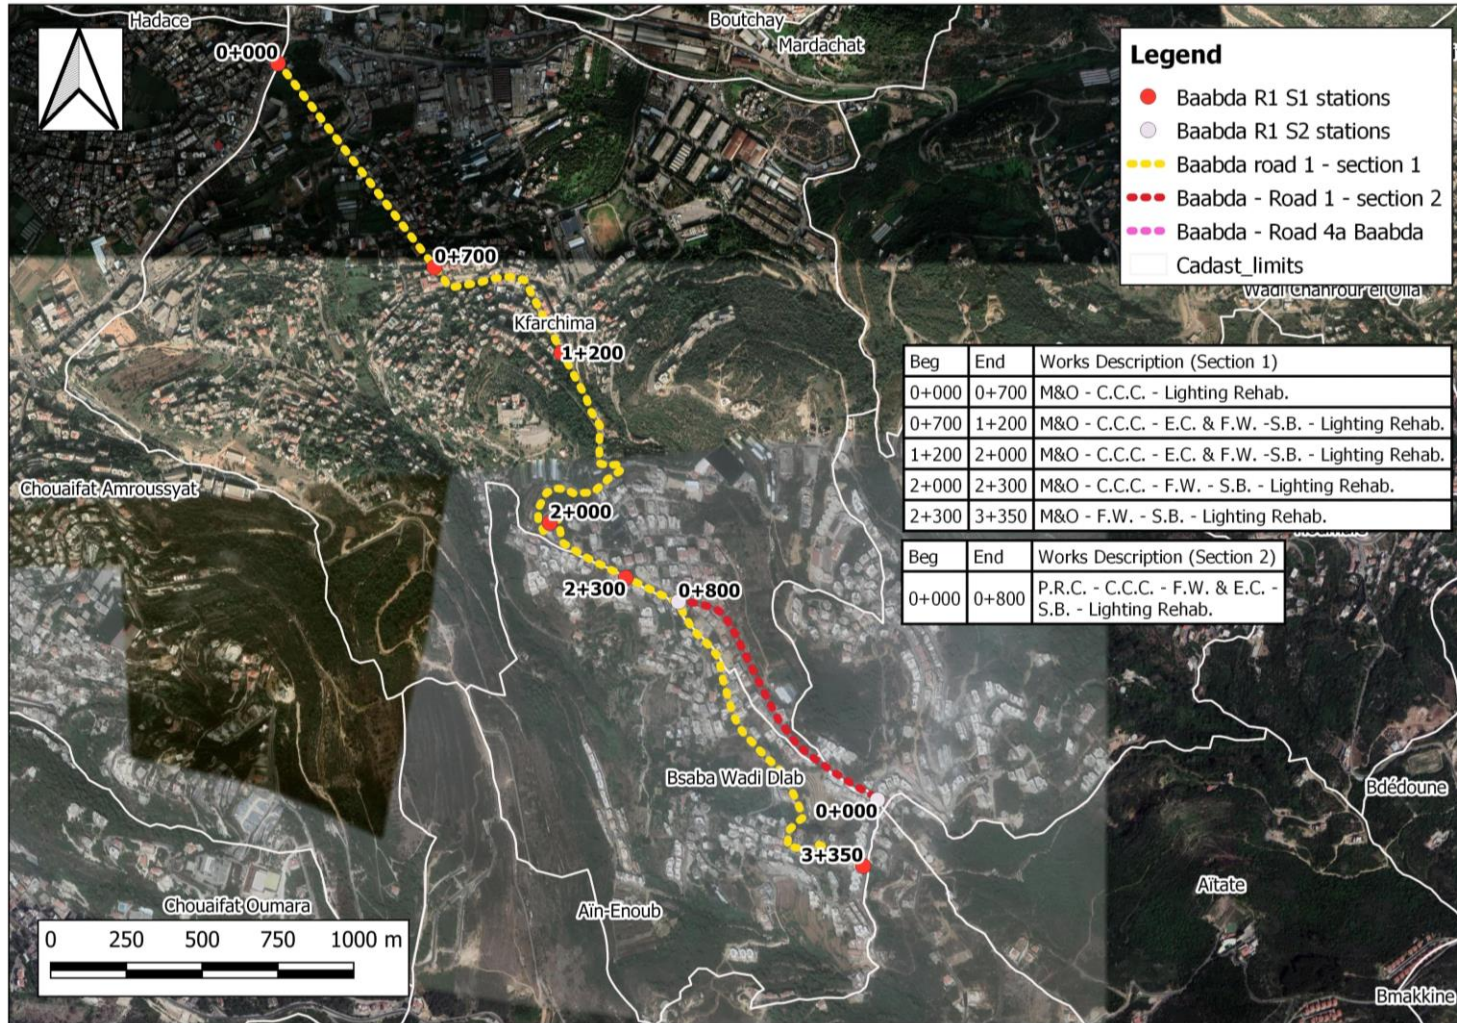 Hadace
Boutchay
Mardachat
0+000
Legend
Baabda R1 S1 stations
Baabda R1 S2 stations
Baabda road 1 - section 1
Baabda - Road 1 - section 2
Baabda - Road 4a Baabda
Cadast_limits
0+700
Kfarchima
1+200
Beg End Works Description (Section 1)
0+000 0+700 M&O - C.C.C. - Lighting Rehab.
0+700 1+200 M&O - C.C.C. - E.C. & F.W. -S.B. - Lighting Rehab.
1+200 2+000 M&O - C.C.C. - E.C. & F.W. -S.B. - Lighting Rehab.
2+000 2+300 M&O - C.C.C. - F.W. - S.B. - Lighting Rehab.
2+300 3+350 M&O - F.W. - S.B. - Lighting Rehab.
Beg End Works Description (Section 2)
0+000 0+800 P.R.C. - C.C.C. - F.W. & E.C. -
S.B. - Lighting Rehab.
Chouaifat Amroussyat
2+000
2+300
0+800
Bsaba Wadi Dlab
0+000
3+350
Bdédoune
Aïtate
Chouaifat Oumara
Aïn-Enoub
Bmakkine
0 250 500 750 1000 m